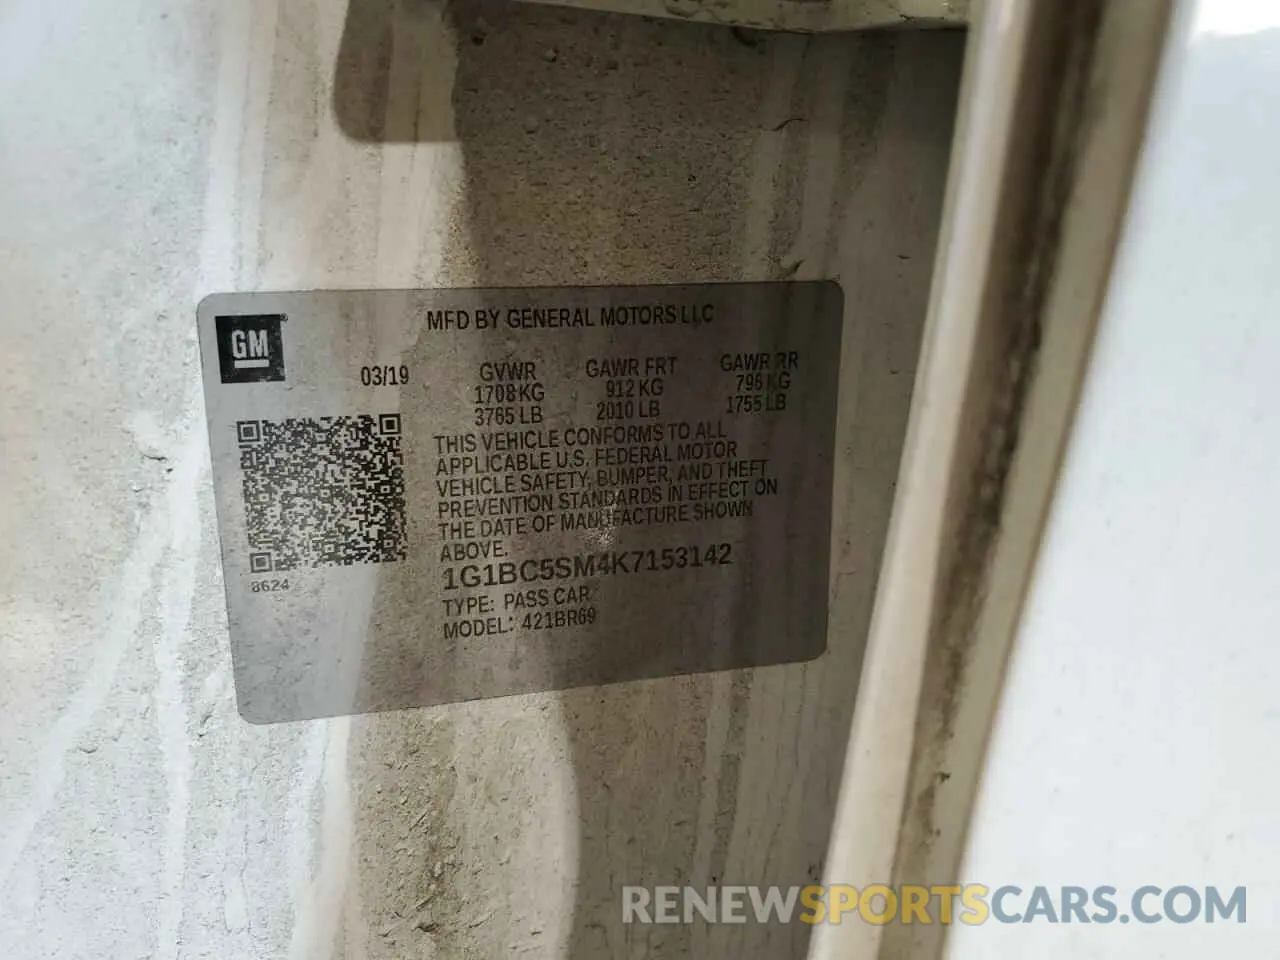 MFD BY GENERAL MOTORS LLC
GM
03/19 GVWR GAWR FRT GAWR RR
1708 KG 912 KG 796 KG
3765 LB 2010 LB 1755 LB
THIS VEHICLE CONFORMS TO ALL
APPLICABLE U.S. FEDERAL MOTOR
VEHICLE SAFETY, BUMPER, AND THEFT
PREVENTION STANDARDS IN EFFECT ON
THE DATE OF MANUFACTURE SHOWN
ABOVE.
8624
1G1BC5SM4K7153142
TYPE: PASS CAR
MODEL: 421BR69
RENEWSPORTSCARS.COM